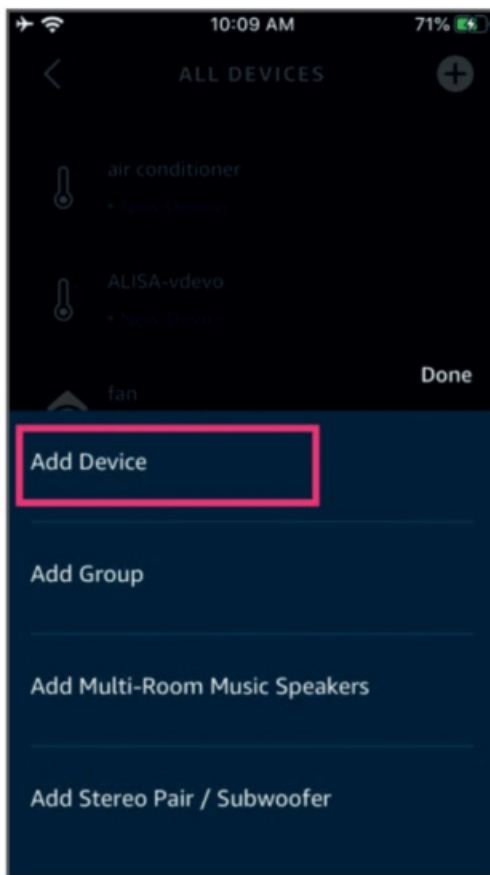 10:09 AM 71%
ALL DEVICES
air conditioner
ALISA-vdevo
fan
Done
Add Device
Add Group
Add Multi-Room Music Speakers
Add Stereo Pair / Subwoofer